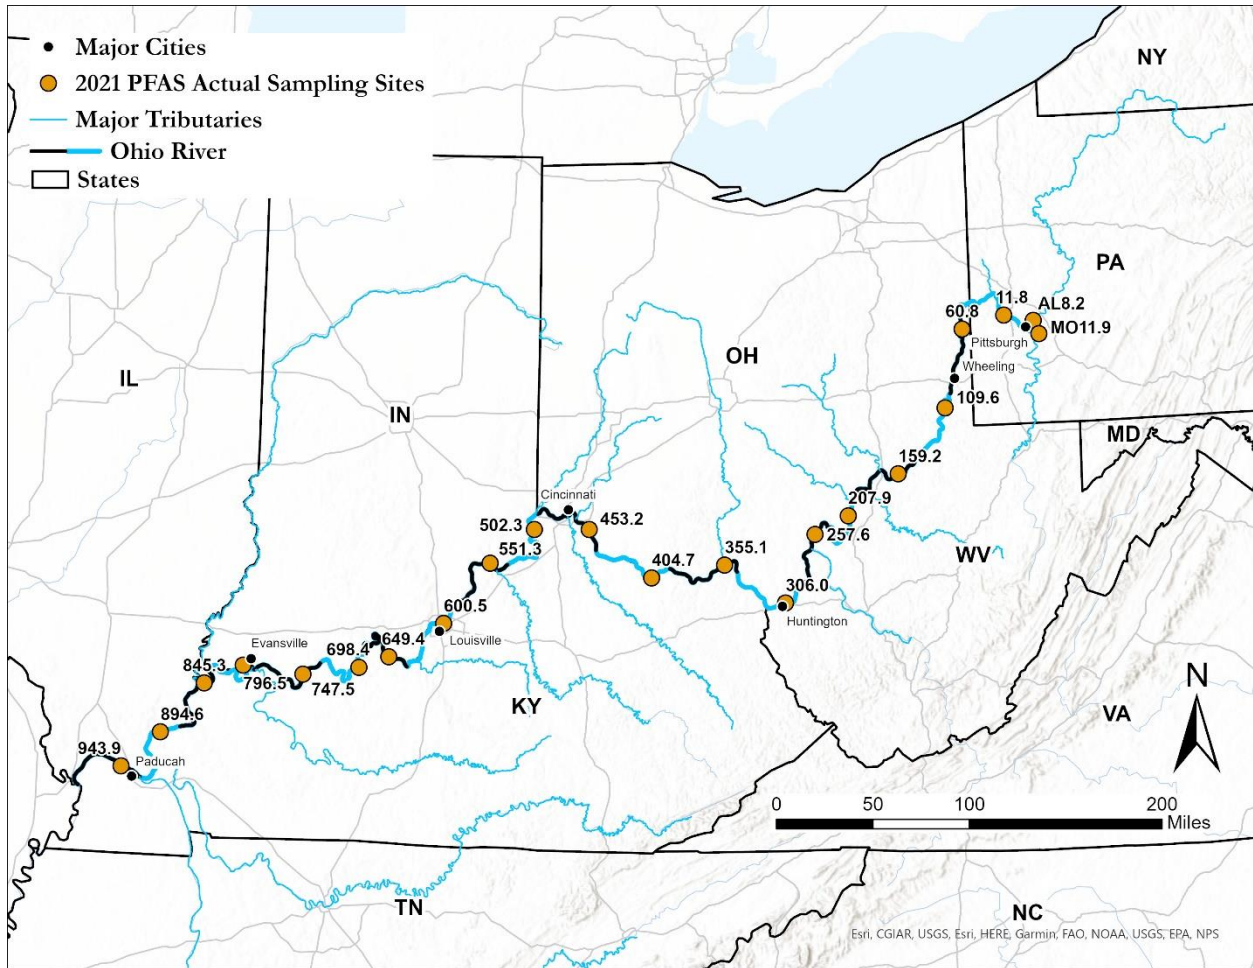 Major Cities
2021 PFAS Actual Sampling Sites
Major Tributaries
Ohio River
States
NY
PA
11.8
AL8.2
60.8
MO11.9
Pittsburgh
OH
Wheeling
IL
109.6
IN
MD
159.2
Cincinnati
207.9
502.3
453.2
257.6
551.3
WV
404.7
355.1
306.0
600.5
Huntington
Louisville
Evansville
698.4
649.4
845.3
796.5
747.5
N
KY
VA
894.6
943.9
Paducah
0 50 100 200
Miles
TN
NC
Esri, CGIAR, USGS, Esri, HERE, Garmin, FAO, NOAA, USGS, EPA, NPS